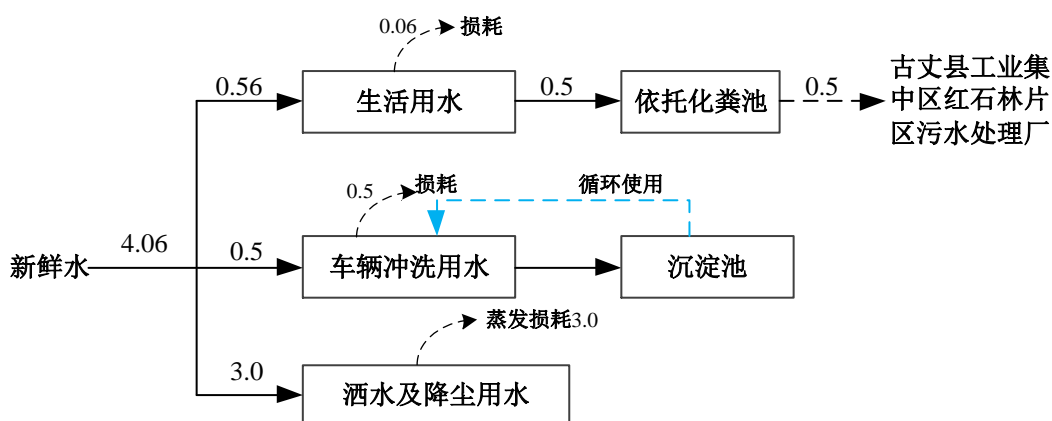 0.06
损耗
0.56
生活用水
0.5
依托化粪池
0.5
古丈县工业集
中区红石林片
区污水处理厂
0.5
损耗
循环使用
新鲜水
4.06
0.5
车辆冲洗用水
沉淀池
蒸发损耗3.0
3.0
洒水及降尘用水